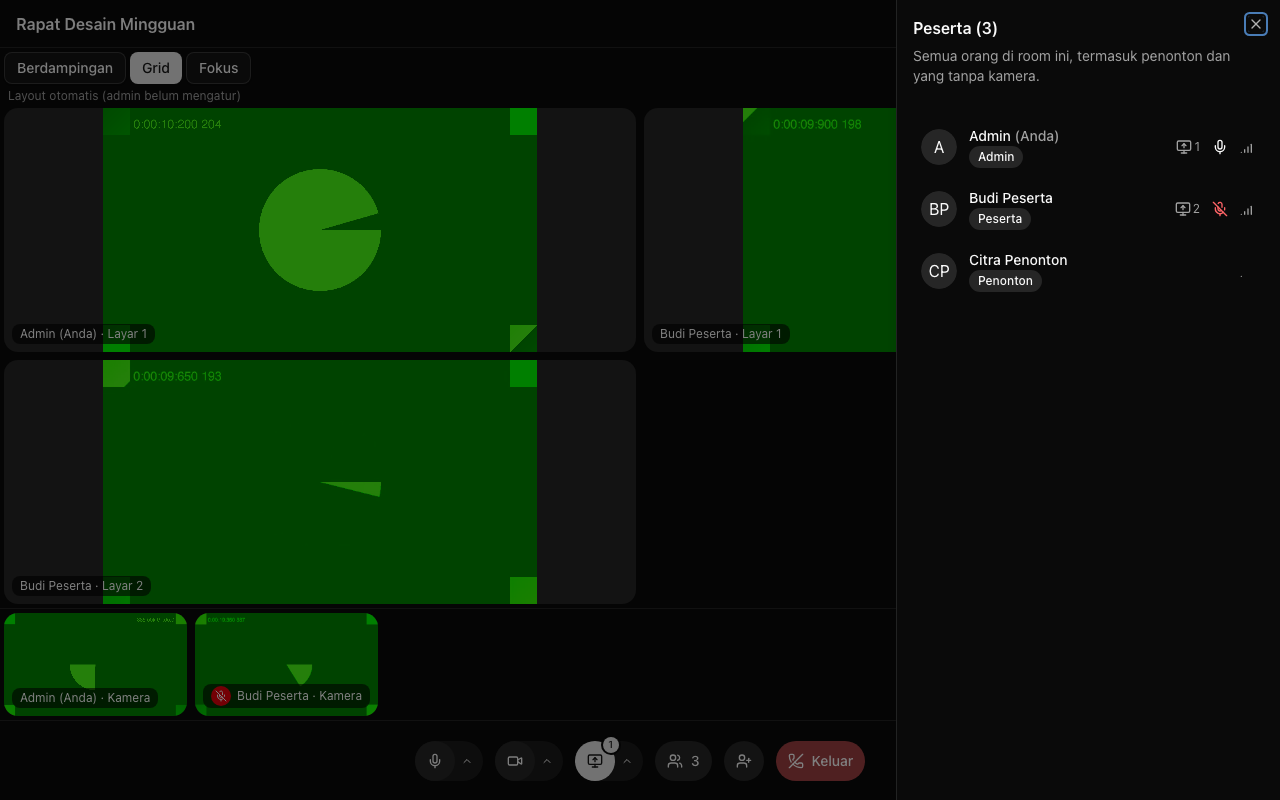 Rapat Desain Mingguan
Berdampingan
Grid
Fokus
Layout otomatis (admin belum mengatur)
0:00:10:200 204
Admin (Anda) · Layar 1
0:00:09:900 198
Budi Peserta · Layar 1
0:00:09:650 193
Budi Peserta · Layar 2
Admin (Anda) · Kamera
Budi Peserta · Kamera
1
3
Keluar
Peserta (3)
Semua orang di room ini, termasuk penonton dan
yang tanpa kamera.
A
Admin (Anda)
Admin
1
BP
Budi Peserta
Peserta
2
CP
Citra Penonton
Penonton